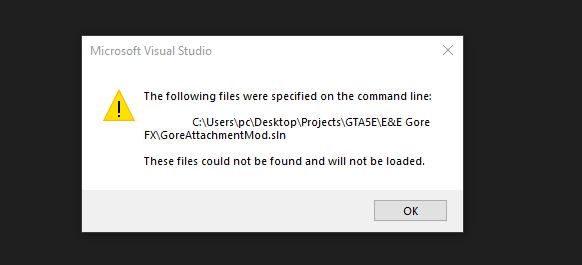 Microsoft Visual Studio
The following files were specified on the command line:
C:\Users\pc\Desktop\Projects\GTA5E\E&E Gore
FX\GoreAttachmentMod.sln
These files could not be found and will not be loaded.
OK